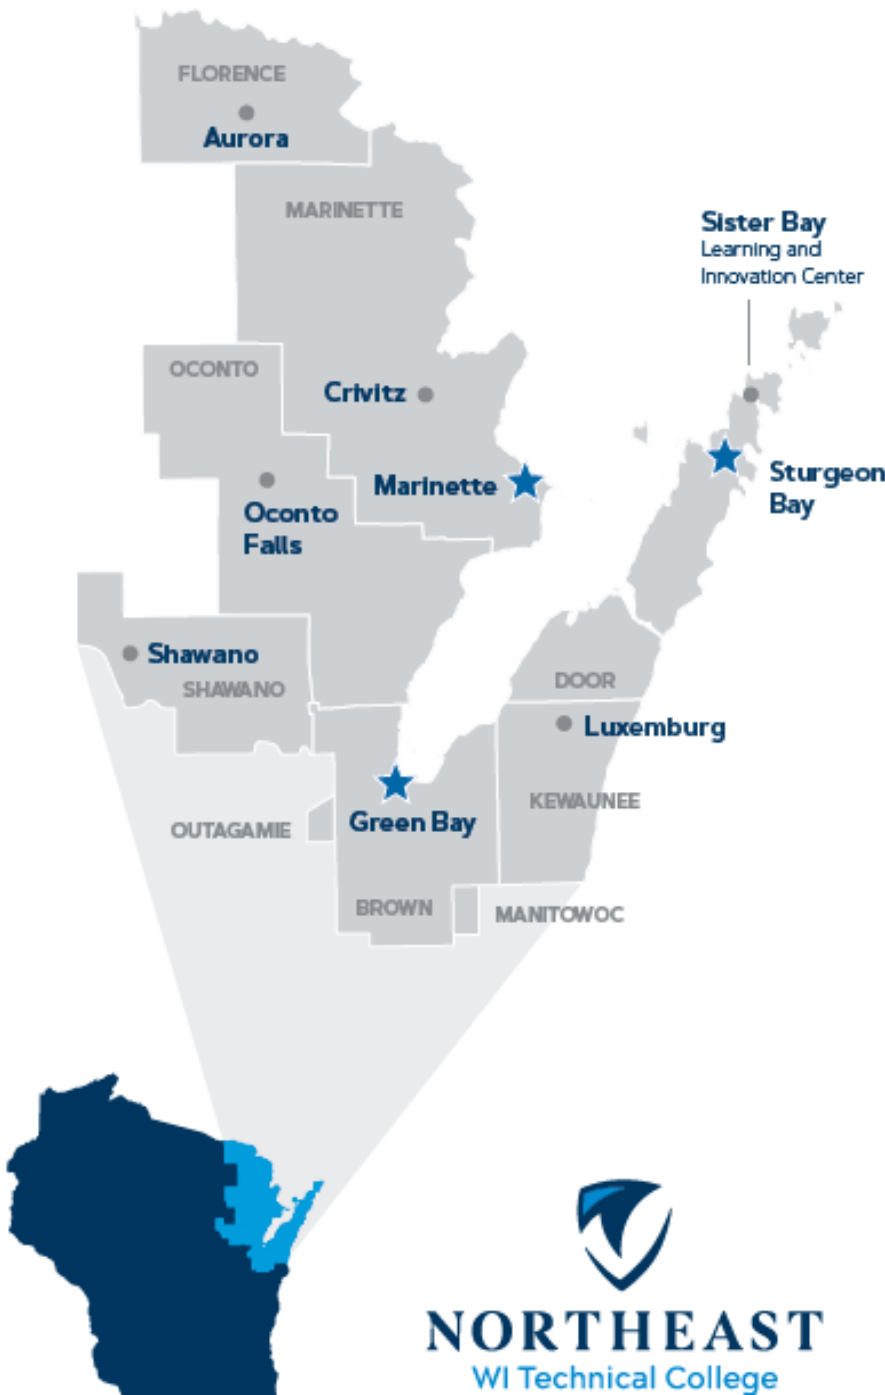 FLORENCE
Aurora
MARINETTE
Sister Bay
Learning and
Innovation Center
OCONTO
Crivitz
Marinette
Sturgeon
Bay
Oconto
Falls
Shawano
SHAWANO
DOOR
Luxemburg
KEWAUNEE
OUTAGAMIE
Green Bay
BROWN
MANITOWOC
NORTHEAST
WI Technical College